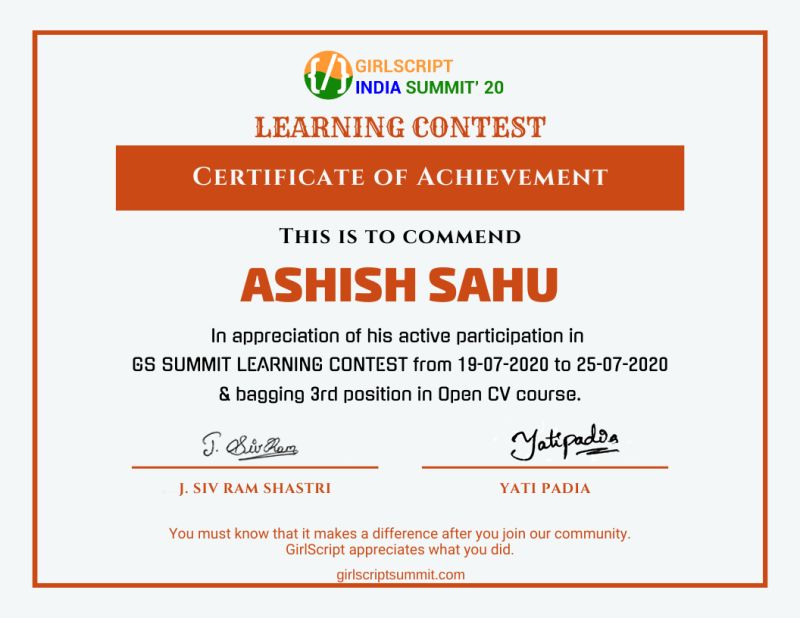 {/}
GIRLSCRIPT
INDIA SUMMIT' 20
LEARNING CONTEST
CERTIFICATE OF ACHIEVEMENT
THIS IS TO COMMEND
ASHISH SAHU
In appreciation of his active participation in
GS SUMMIT LEARNING CONTEST from 19-07-2020 to 25-07-2020
& bagging 3rd position in Open CV course.
J. Siv Ram Yatipadia
J. SIV RAM SHASTRI YATI PADIA
You must know that it makes a difference after you join our community.
GirlScript appreciates what you did.
girlscriptsummit.com